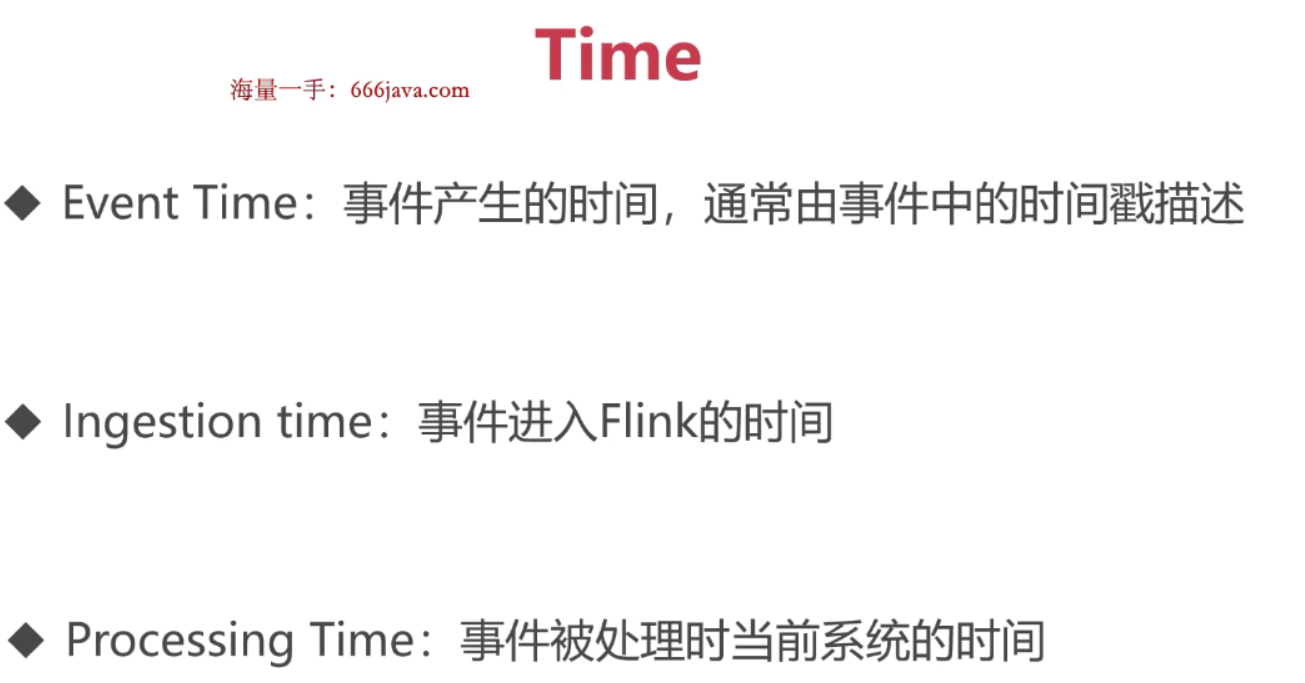 Time
海量一手：666java.com
◆ Event Time：事件产生的时间，通常由事件中的时间戳描述
◆ Ingestion time：事件进入Flink的时间
◆ Processing Time：事件被处理时当前系统的时间